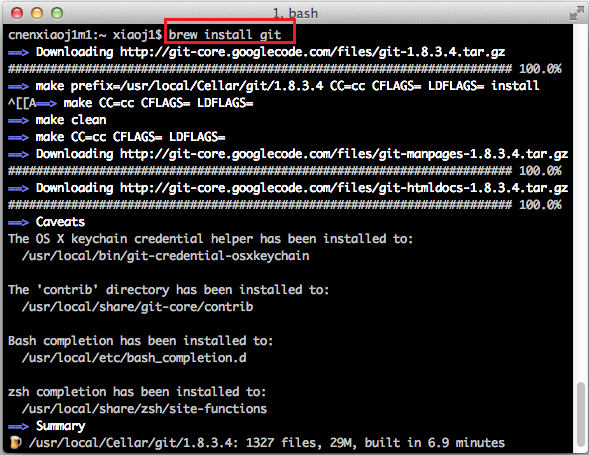 1. bash
cnenxiaoj1m1:~ xiaoj1$ brew install git
==> Downloading http://git-core.googlecode.com/files/git-1.8.3.4.tar.gz
######################################################################## 100.0%
==> make prefix=/usr/local/Cellar/git/1.8.3.4 CC=cc CFLAGS= LDFLAGS= install
^[[A==> make CC=cc CFLAGS= LDFLAGS=
==> make clean
==> make CC=cc CFLAGS= LDFLAGS=
==> Downloading http://git-core.googlecode.com/files/git-manpages-1.8.3.4.tar.gz
######################################################################## 100.0%
==> Downloading http://git-core.googlecode.com/files/git-htmldocs-1.8.3.4.tar.gz
######################################################################## 100.0%
==> Caveats
The OS X keychain credential helper has been installed to:
  /usr/local/bin/git-credential-osxkeychain

The 'contrib' directory has been installed to:
  /usr/local/share/git-core/contrib

Bash completion has been installed to:
  /usr/local/etc/bash_completion.d

zsh completion has been installed to:
  /usr/local/share/zsh/site-functions
==> Summary
🍺 /usr/local/Cellar/git/1.8.3.4: 1327 files, 29M, built in 6.9 minutes